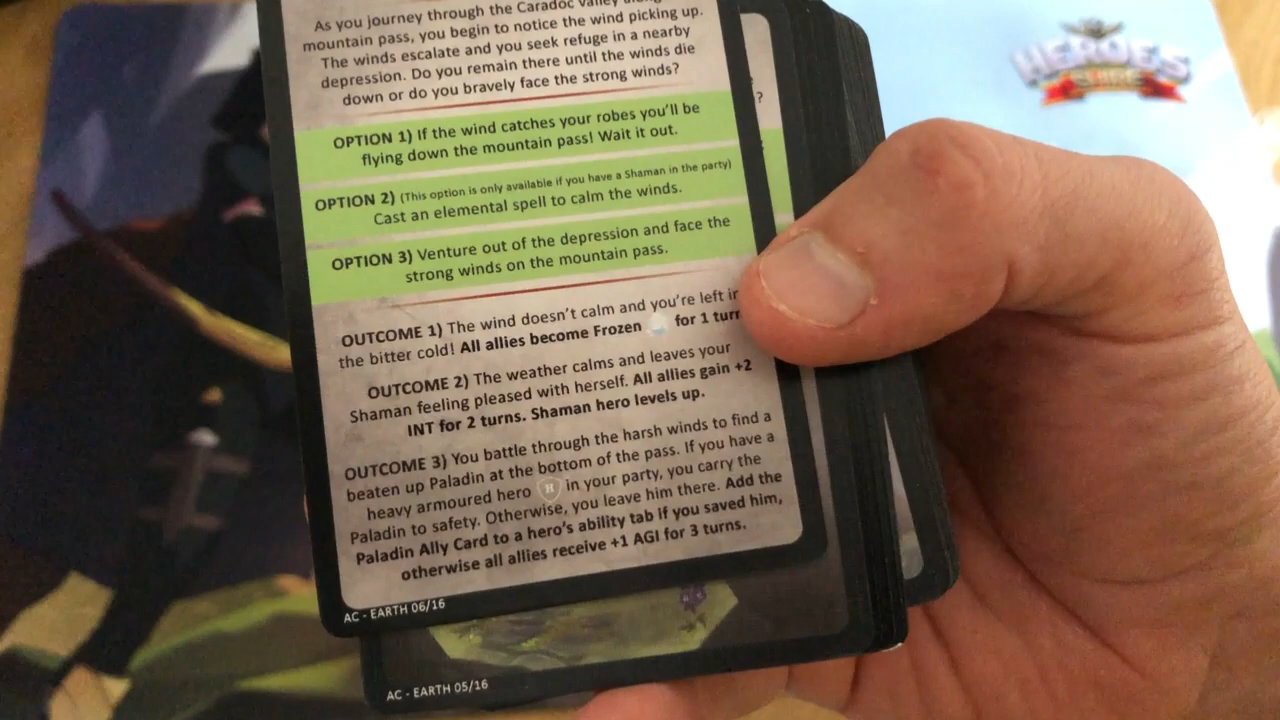 As you journey through the Caradoc Valley along
mountain pass, you begin to notice the wind picking up.
The winds escalate and you seek refuge in a nearby
depression. Do you remain there until the winds die
down or do you bravely face the strong winds?
?
OPTION 1) If the wind catches your robes you'll be
flying down the mountain pass! Wait it out.
OPTION 2) (This option is only available if you have a Shaman in the party)
Cast an elemental spell to calm the winds.
OPTION 3) Venture out of the depression and face the
strong winds on the mountain pass.
OUTCOME 1) The wind doesn't calm and you're left in
the bitter cold! All allies become Frozen for 1 turn
OUTCOME 2) The weather calms and leaves your
Shaman feeling pleased with herself. All allies gain +2
INT for 2 turns. Shaman hero levels up.
OUTCOME 3) You battle through the harsh winds to find a
beaten up Paladin at the bottom of the pass. If you have a
heavy armoured hero H in your party, you carry the
Paladin to safety. Otherwise, you leave him there. Add the
Paladin Ally Card to a hero's ability tab if you saved him,
otherwise all allies receive +1 AGI for 3 turns.
AC - EARTH 06/16
AC - EARTH 05/16
HEROES